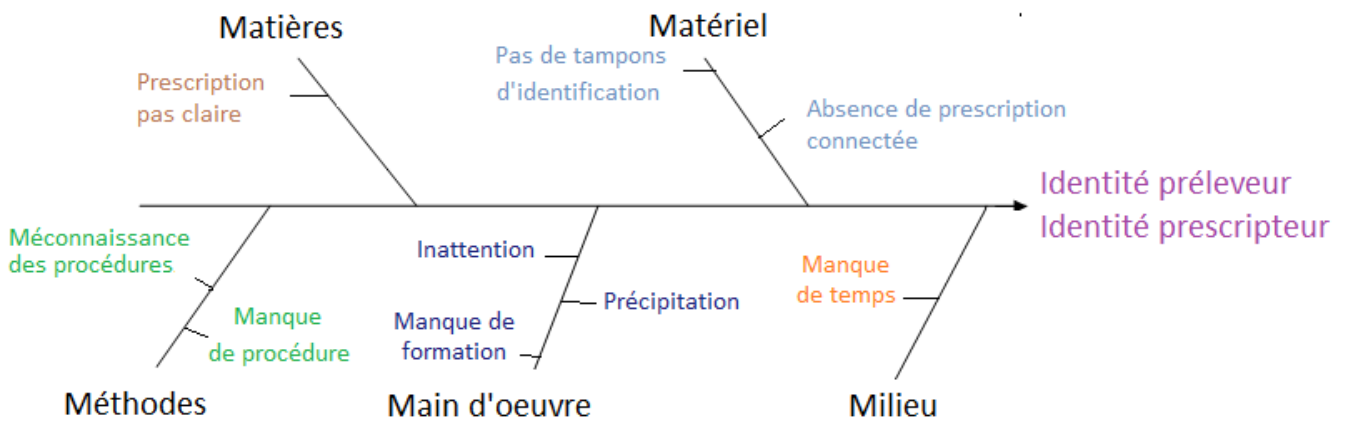 Matières
Matériel
Prescription
pas claire
Pas de tampons
d'identification
Absence de prescription
connectée
Identité préleveur
Identité prescripteur
Méconnaissance
des procédures
Manque
de procédure
Inattention
Précipitation
Manque de
formation
Manque
de temps
Méthodes
Main d'oeuvre
Milieu